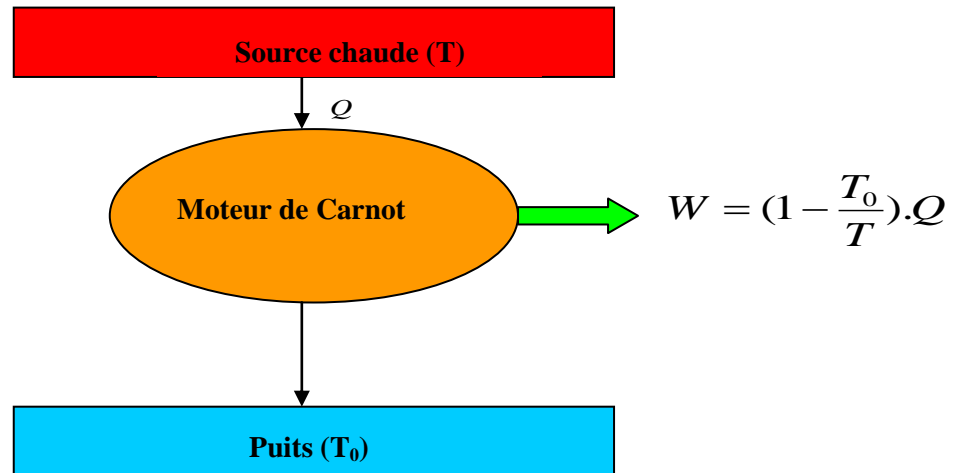 Source chaude (T)
Q
Moteur de Carnot
W = (1 - T₀/T).Q
Puits (T₀)